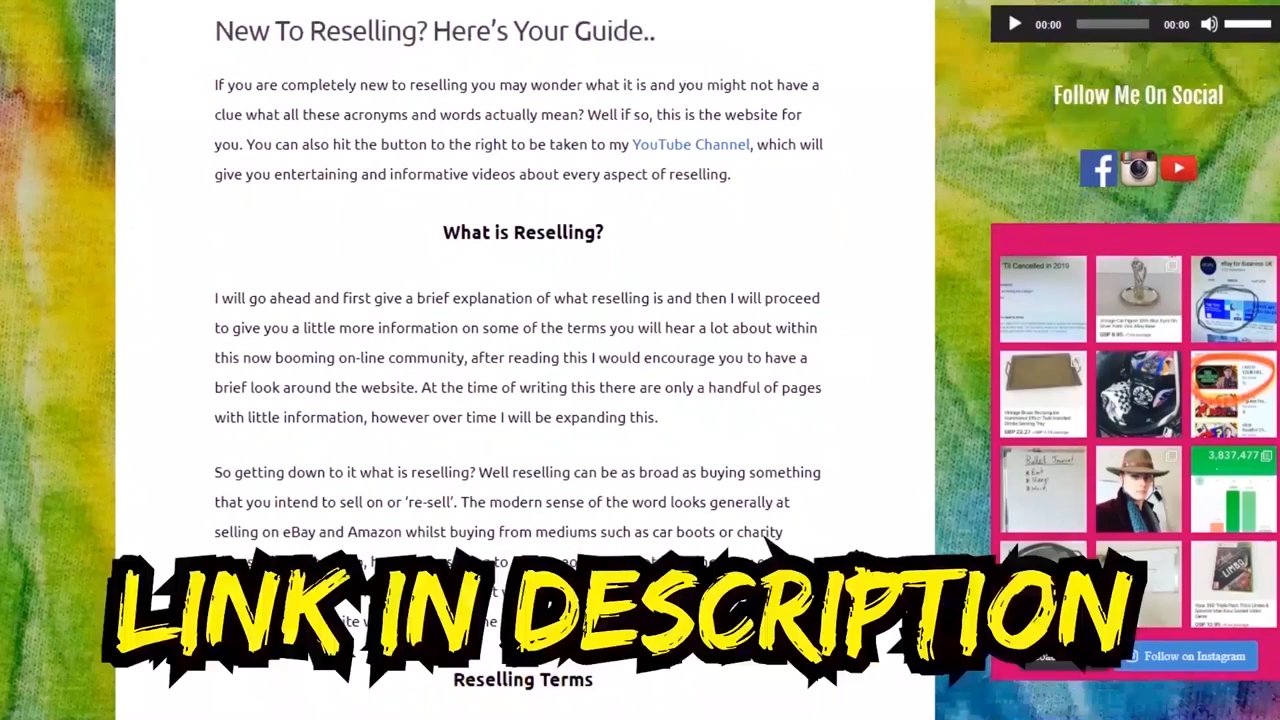 New To Reselling? Here's Your Guide..
If you are completely new to reselling you may wonder what it is and you might not have a
clue what all these acronyms and words actually mean? Well if so, this is the website for
you. You can also hit the button to the right to be taken to my YouTube Channel, which will
give you entertaining and informative videos about every aspect of reselling.
What is Reselling?
I will go ahead and first give a brief explanation of what reselling is and then I will proceed
to give you a little more information on some of the terms you will hear a lot about within
this now booming on-line community, after reading this I would encourage you to have a
brief look around the website. At the time of writing this there are only a handful of pages
with little information, however over time I will be expanding this.
So getting down to it what is reselling? Well reselling can be as broad as buying something
that you intend to sell on or 're-sell'. The modern sense of the word looks generally at
selling on eBay and Amazon whilst buying from mediums such as car boots or charity
LINK IN DESCRIPTION
Reselling Terms
00:00
00:00
Follow Me On Social
'Til Cancelled in 2019
eBay for Business UK
3,837,477
LIMBO
Follow on Instagram